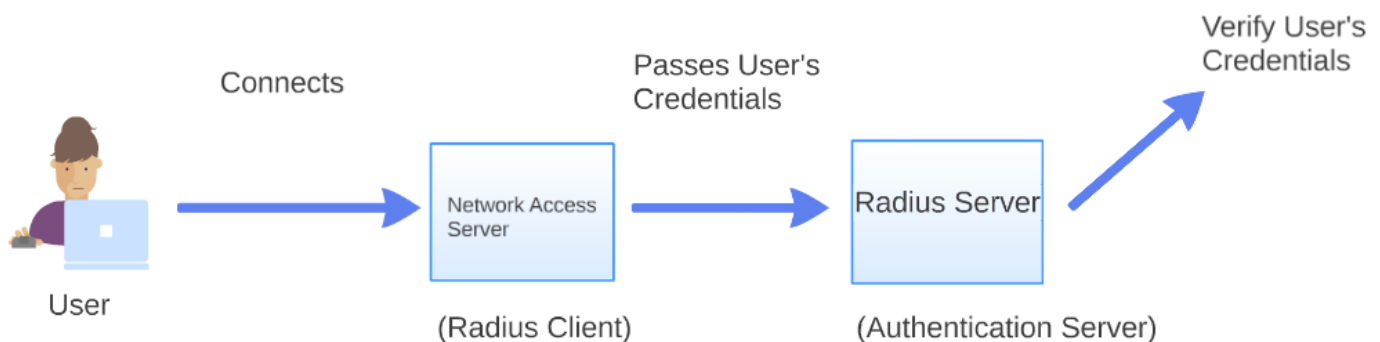 Verify User's
Credentials
Passes User's
Credentials
Connects
Network Access
Server
Radius Server
User
(Radius Client)
(Authentication Server)